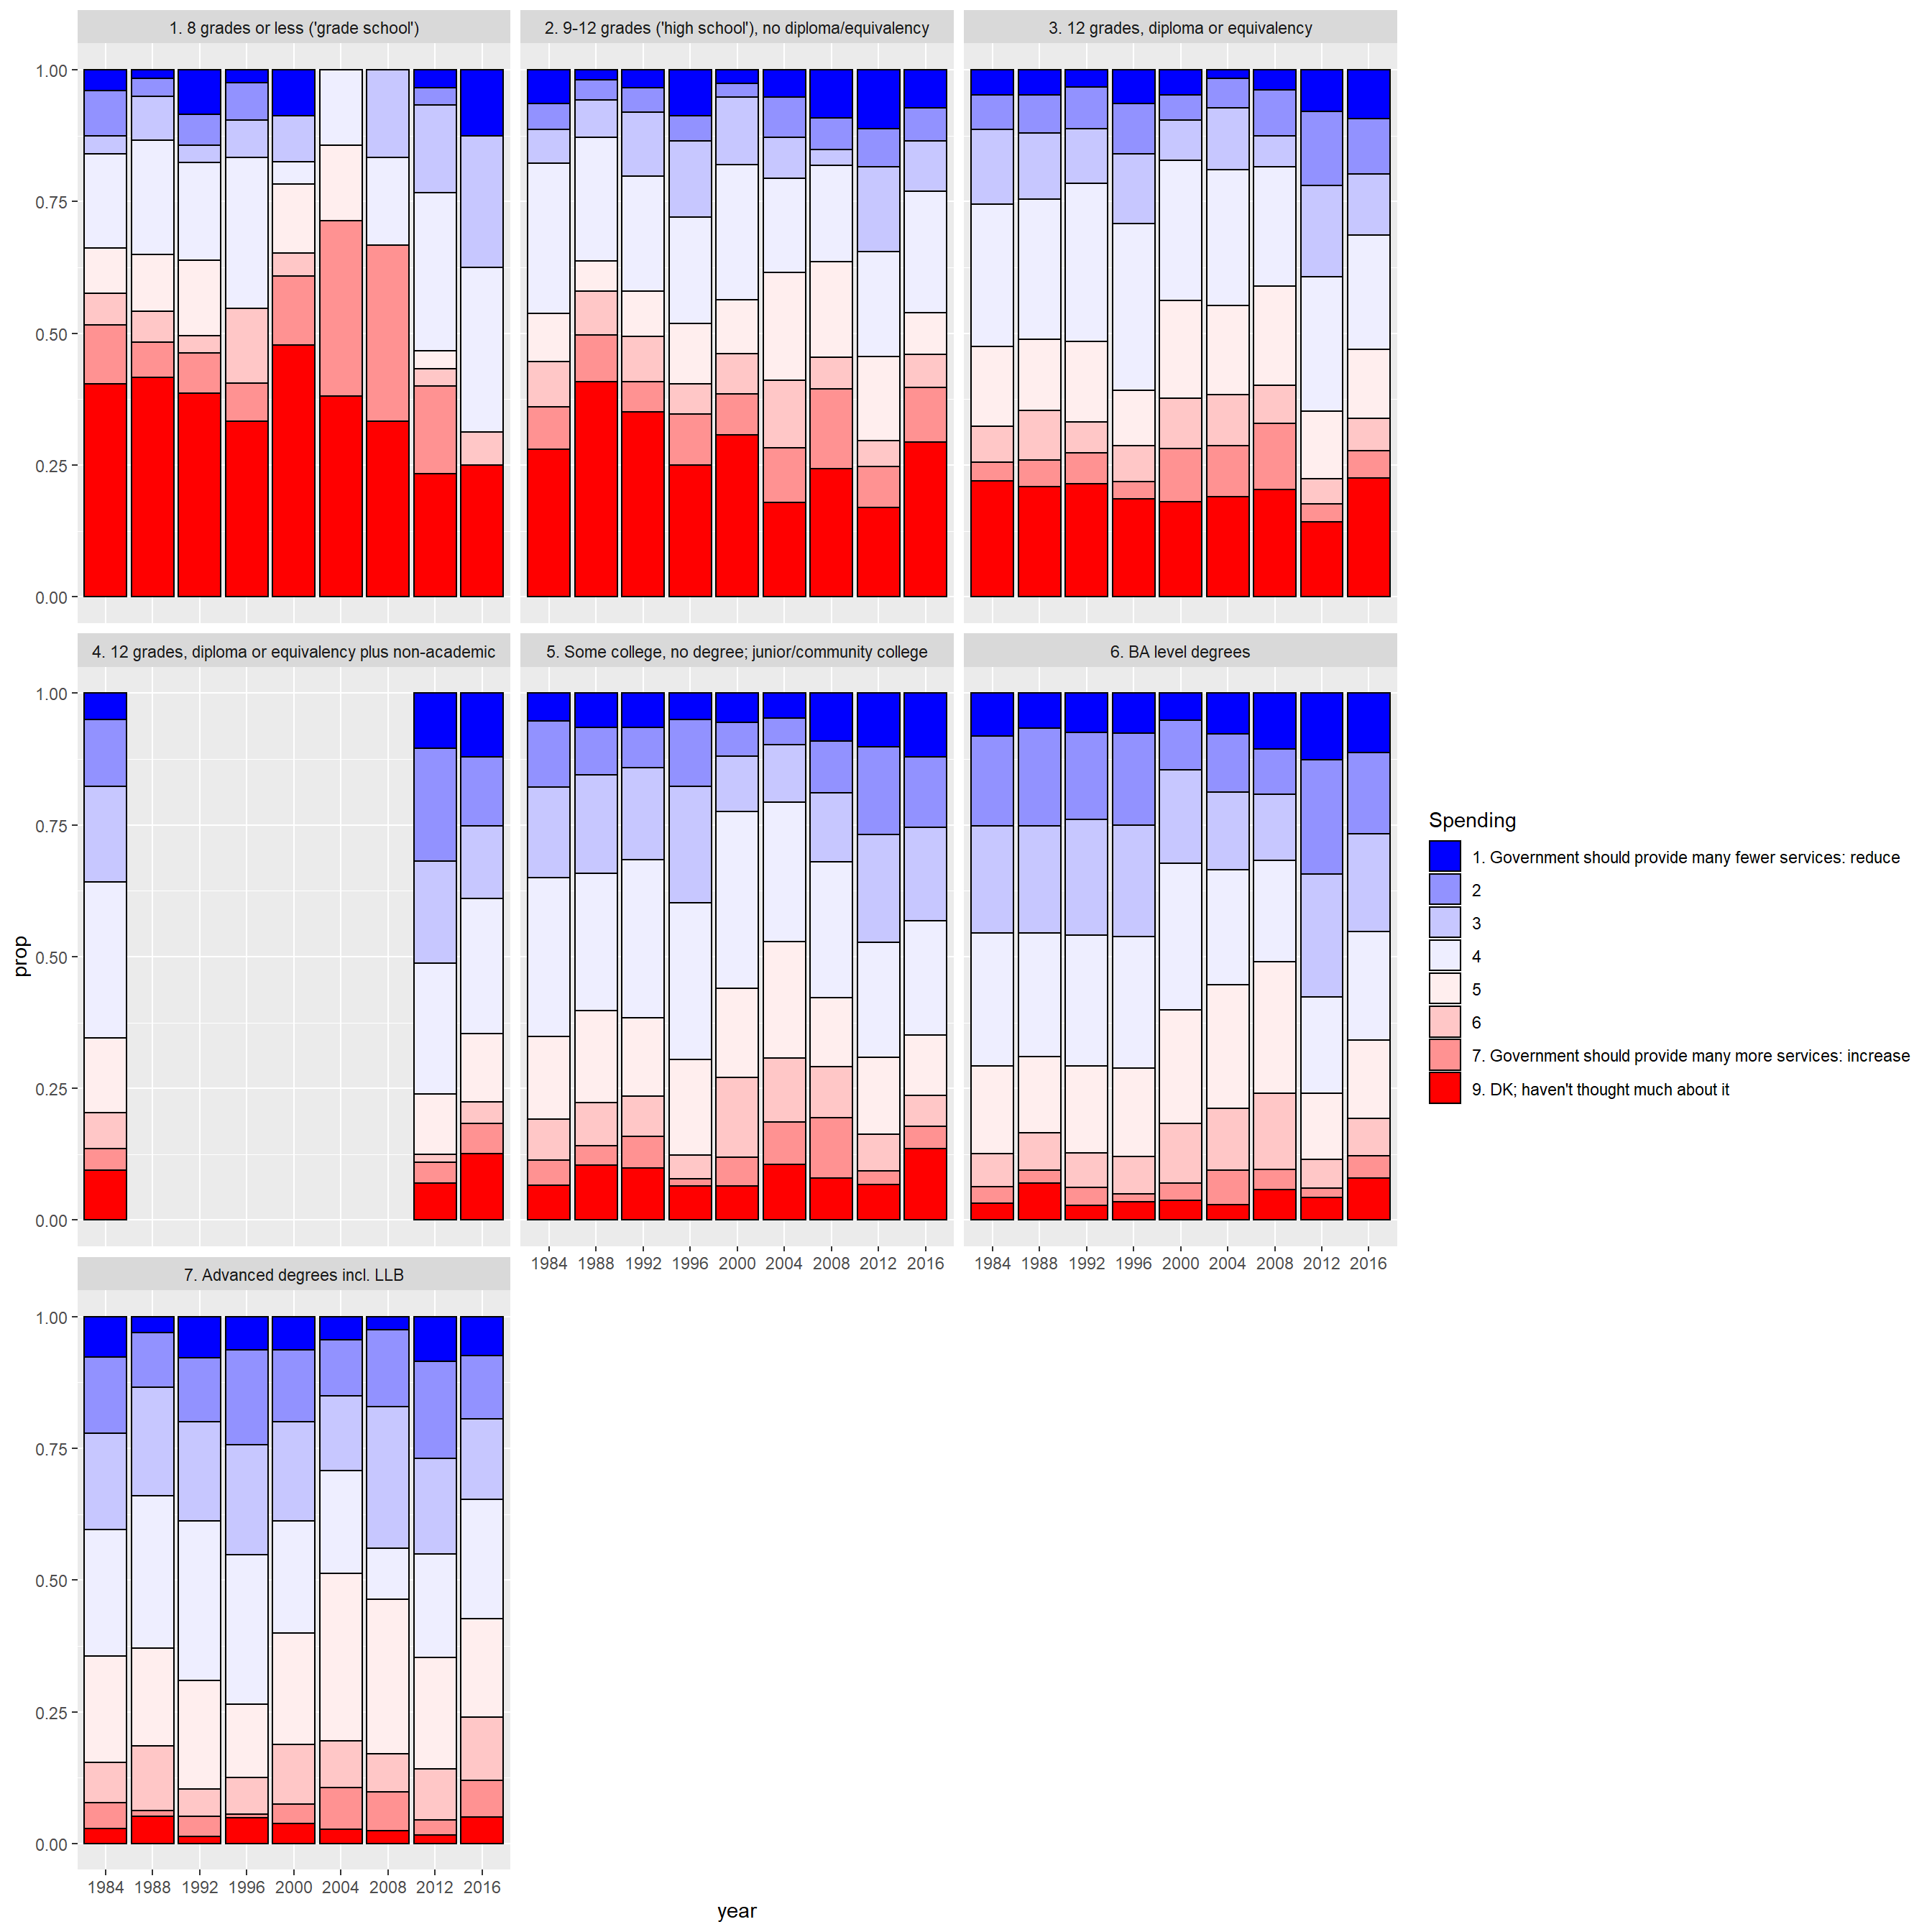 1. 8 grades or less ('grade school')
2. 9-12 grades ('high school'), no diploma/equivalency
3. 12 grades, diploma or equivalency
1.00
0.75
0.50
0.25
0.00
4. 12 grades, diploma or equivalency plus non-academic
5. Some college, no degree; junior/community college
6. BA level degrees
1.00
0.75
0.50
0.25
0.00
prop
1984 1988 1992 1996 2000 2004 2008 2012 2016
1984 1988 1992 1996 2000 2004 2008 2012 2016
7. Advanced degrees incl. LLB
1.00
0.75
0.50
0.25
0.00
1984 1988 1992 1996 2000 2004 2008 2012 2016
year
Spending
1. Government should provide many fewer services: reduce
2
3
4
5
6
7. Government should provide many more services: increase
9. DK; haven't thought much about it